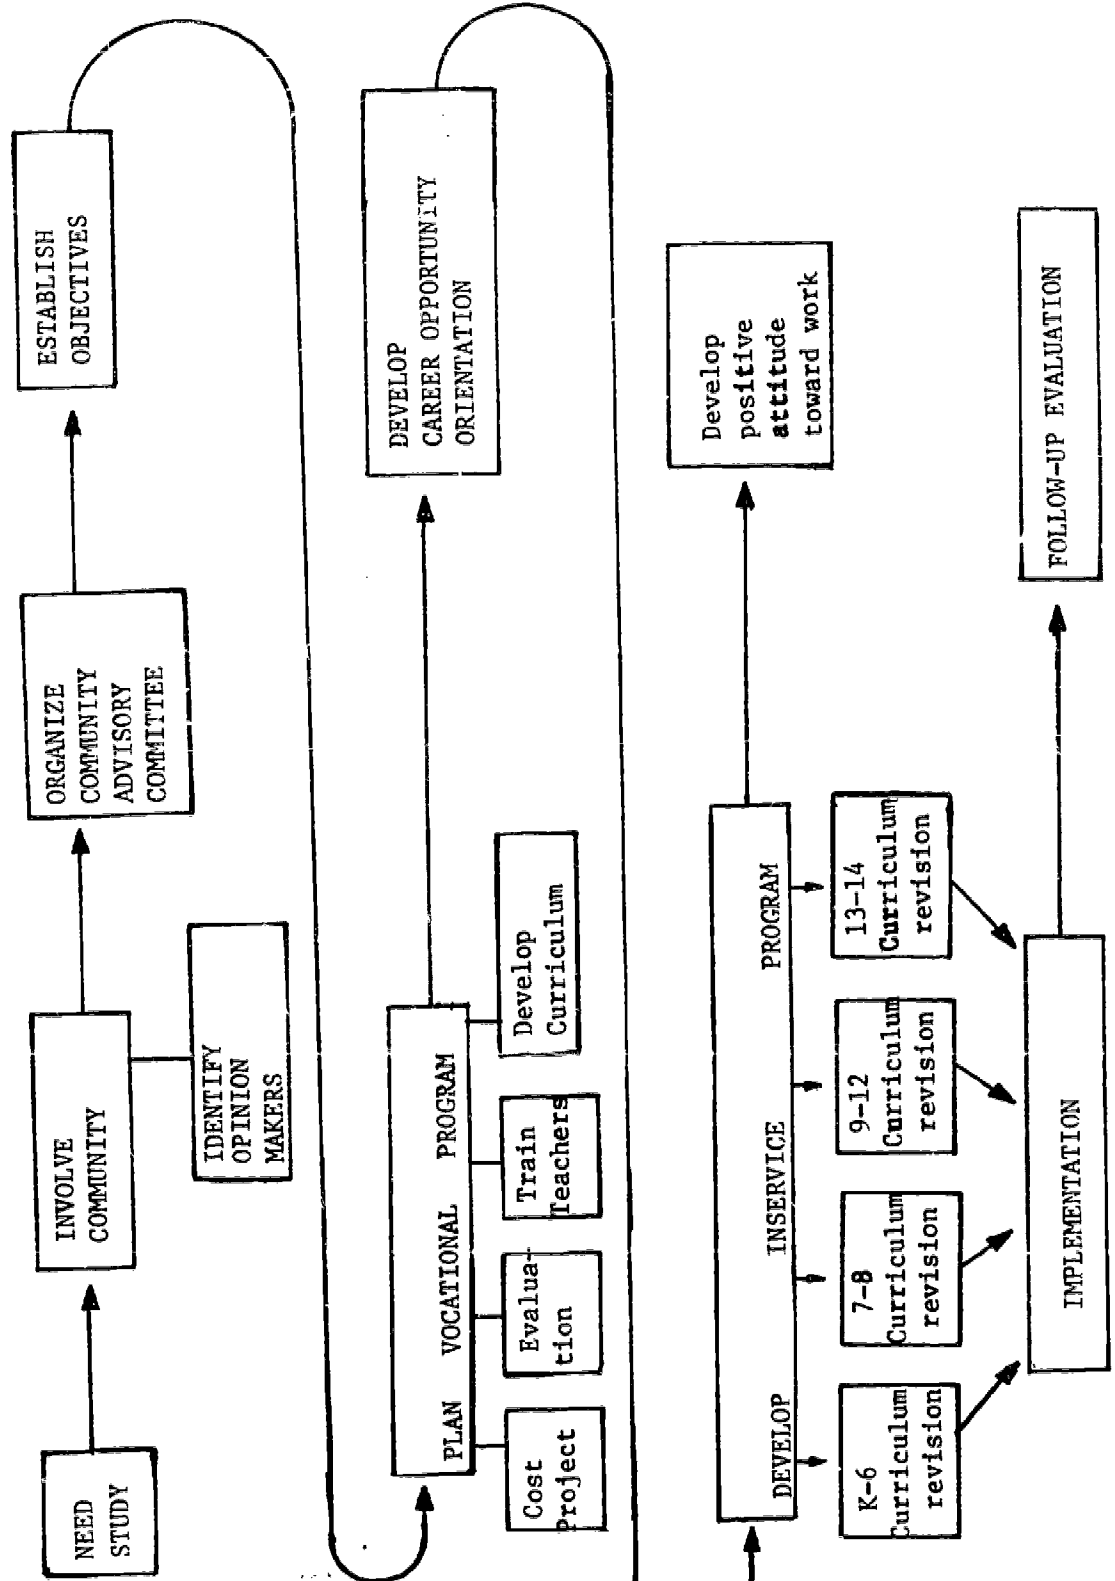 NEED
STUDY
INVOLVE
COMMUNITY
IDENTIFY
OPINION
MAKERS
ORGANIZE
COMMUNITY
ADVISORY
COMMITTEE
ESTABLISH
OBJECTIVES
PLAN VOCATIONAL PROGRAM
Cost
Project
Evalua-
tion
Train
Teachers
Develop
Curriculum
DEVELOP
CAREER OPPORTUNITY
ORIENTATION
DEVELOP INSERVICE PROGRAM
K-6
Curriculum
revision
7-8
Curriculum
revision
9-12
Curriculum
revision
13-14
Curriculum
revision
Develop
positive
attitude
toward work
IMPLEMENTATION
FOLLOW-UP EVALUATION